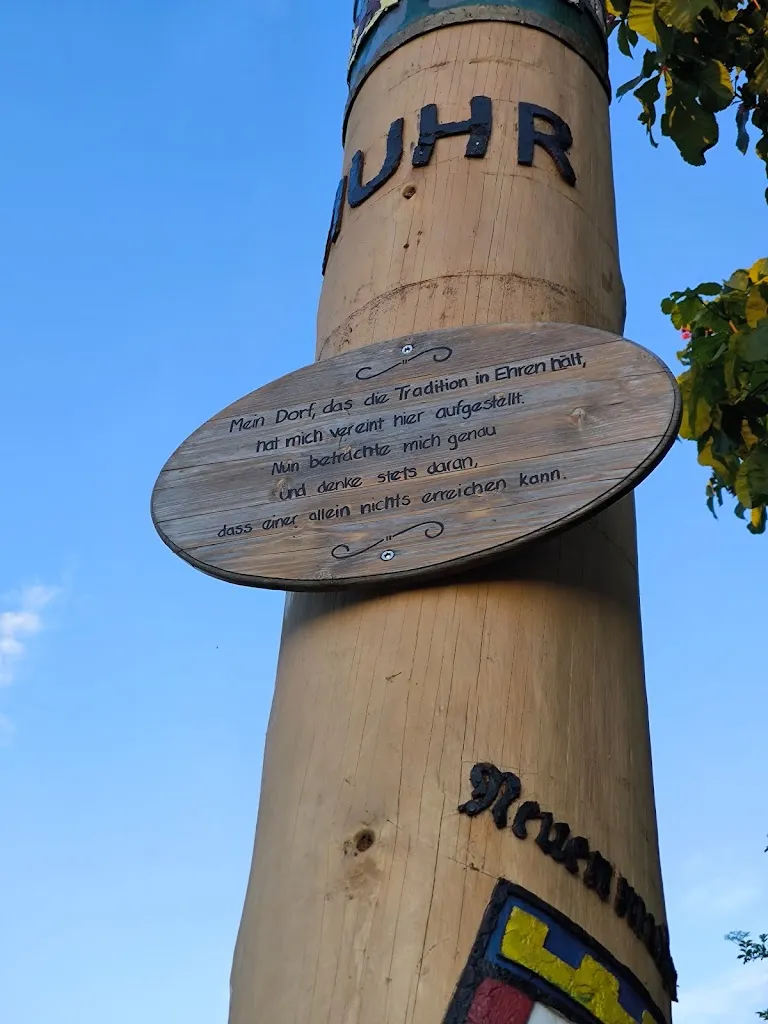 UHR
Mein Dorf, das die Tradition in Ehren hält,
hat mich vereint hier aufgestellt.
Nun betrachte mich genau
und denke stets daran,
dass einer allein nichts erreichen kann.